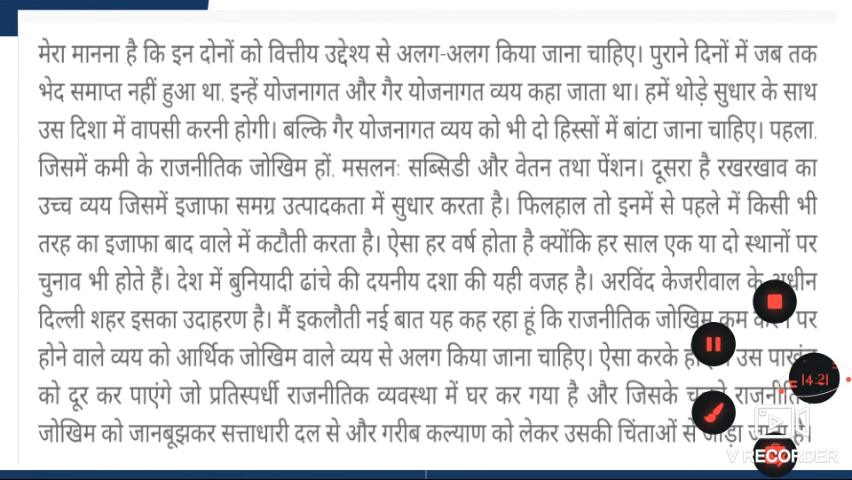 मेरा मानना है कि इन दोनों को वित्तीय उद्देश्य से अलग-अलग किया जाना चाहिए। पुराने दिनों में जब तक
भेद समाप्त नहीं हुआ था, इन्हें योजनागत और गैर योजनागत व्यय कहा जाता था। हमें थोड़े सुधार के साथ
उस दिशा में वापसी करनी होगी। बल्कि गैर योजनागत व्यय को भी दो हिस्सों में बांटा जाना चाहिए। पहला,
जिसमें कमी के राजनीतिक जोखिम हों, मसलनः सब्सिडी और वेतन तथा पेंशन। दूसरा है रखरखाव का
उच्च व्यय जिसमें इजाफा समग्र उत्पादकता में सुधार करता है। फिलहाल तो इनमें से पहले में किसी भी
तरह का इजाफा बाद वाले में कटौती करता है। ऐसा हर वर्ष होता है क्योंकि हर साल एक या दो स्थानों पर
चुनाव भी होते हैं। देश में बुनियादी ढांचे की दयनीय दशा की यही वजह है। अरविंद केजरीवाल के अधीन
दिल्ली शहर इसका उदाहरण है। मैं इकलौती नई बात यह कह रहा हूं कि राजनीतिक जोखिम कम पर
होने वाले व्यय को आर्थिक जोखिम वाले व्यय से अलग किया जाना चाहिए। ऐसा करके उस
को दूर कर पाएंगे जो प्रतिस्पर्धी राजनीतिक व्यवस्था में घर कर गया है और जिसके
जोखिम को जानबूझकर सत्ताधारी दल से और गरीब कल्याण को लेकर उसकी चिंताओं से है।
14:21
V RECORDER